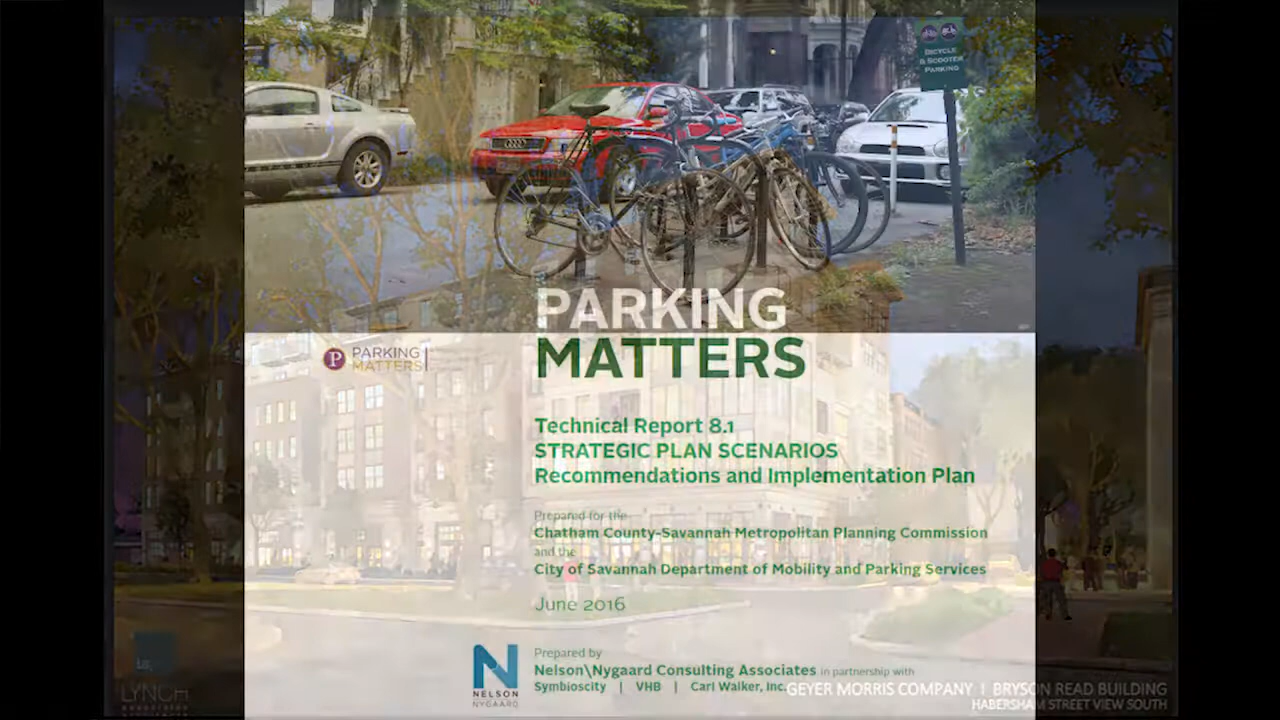 BICYCLE
& SCOOTER
PARKING
PARKING
MATTERS
P
PARKING
MATTERS
Technical Report 8.1
STRATEGIC PLAN SCENARIOS
Recommendations and Implementation Plan
Prepared for the
Chatham County-Savannah Metropolitan Planning Commission
and the
City of Savannah Department of Mobility and Parking Services
June 2016
Prepared by
Nelson\Nygaard Consulting Associates in partnership with
Symbioscity | VHB | Carl Walker, Inc.
N
NELSON
NYGAARD
LYNCH
GEYER MORRIS COMPANY | BRYSON READ BUILDING
HABERSHAM STREET VIEW SOUTH